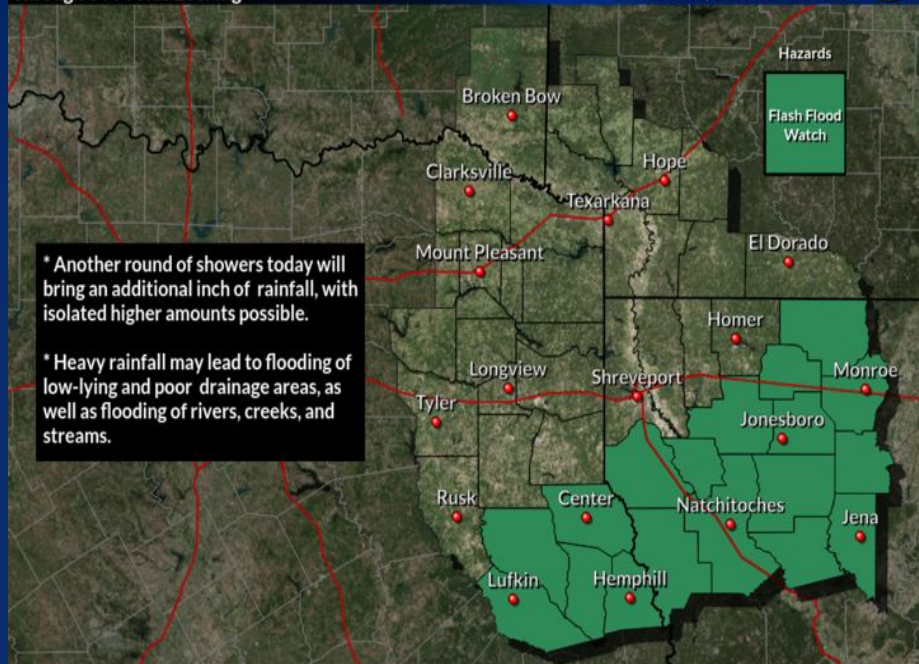 Hazards
Flash Flood
Watch
Broken Bow
Hope
Clarksville
Texarkana
El Dorado
Mount Pleasant
* Another round of showers today will
bring an additional inch of rainfall, with
isolated higher amounts possible.
* Heavy rainfall may lead to flooding of
low-lying and poor drainage areas, as
well as flooding of rivers, creeks, and
streams.
Homer
Longview
Shreveport
Monroe
Tyler
Jonesboro
Rusk
Center
Natchitoches
Jena
Lufkin
Hemphill